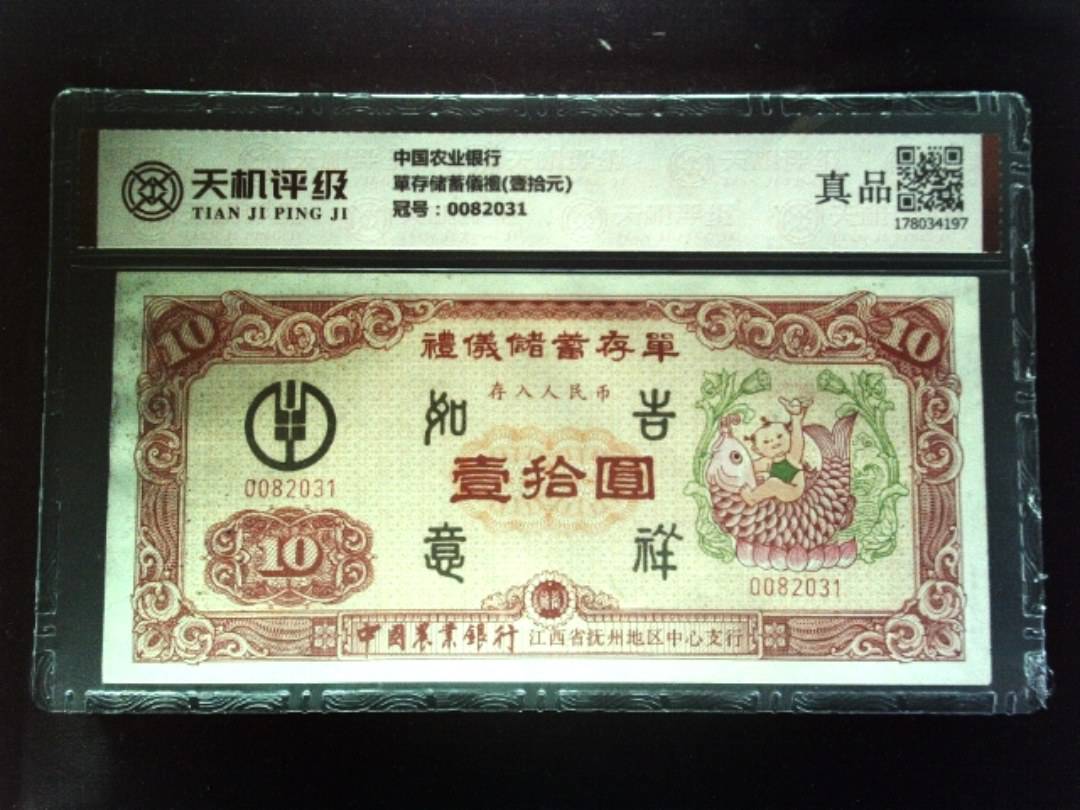 天机评级
TIAN JI PING JI
中国农业银行
單存储蓄儀禮(壹拾元)
冠号：0082031
真品
178034197
10
10
禮儀儲蓄存單
存入人民币
如
吉
壹拾圓
0082031
意
祥
10
0082031
中國農業銀行 江西省抚州地区中心支行